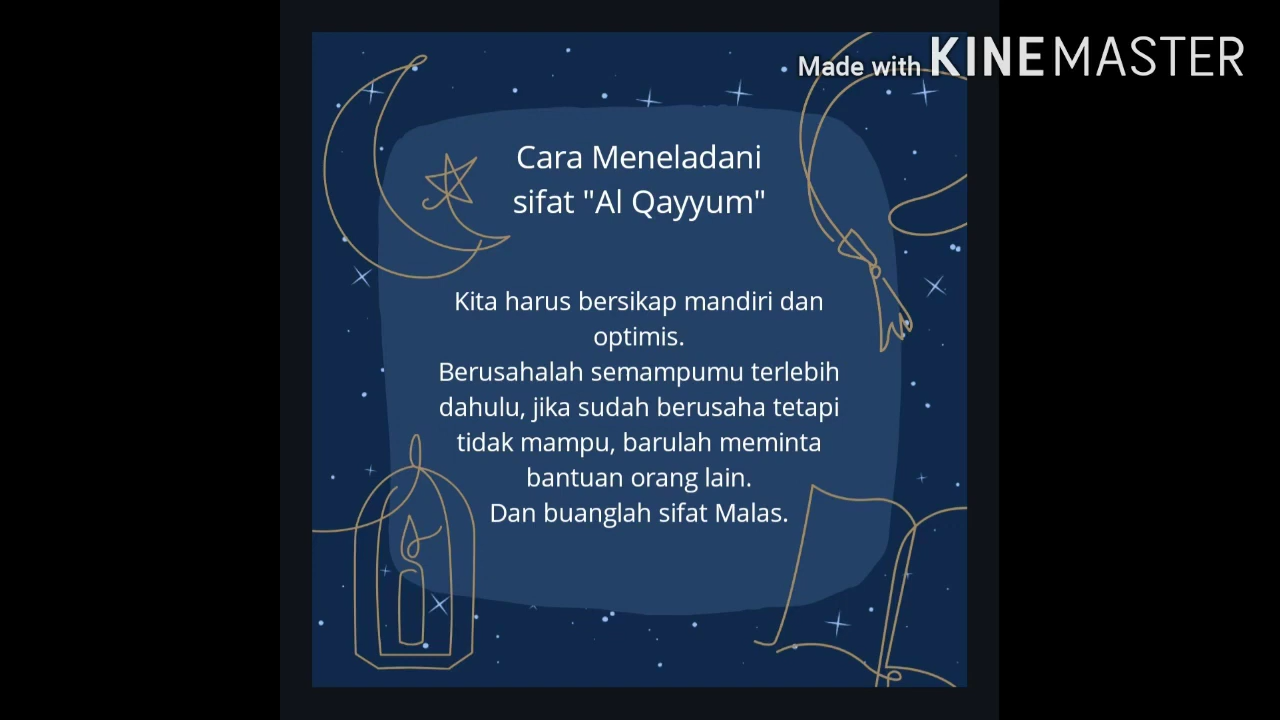 Made with KINEMASTER
Cara Meneladani
sifat "Al Qayyum"
Kita harus bersikap mandiri dan
optimis.
Berusahalah semampumu terlebih
dahulu, jika sudah berusaha tetapi
tidak mampu, barulah meminta
bantuan orang lain.
Dan buanglah sifat Malas.